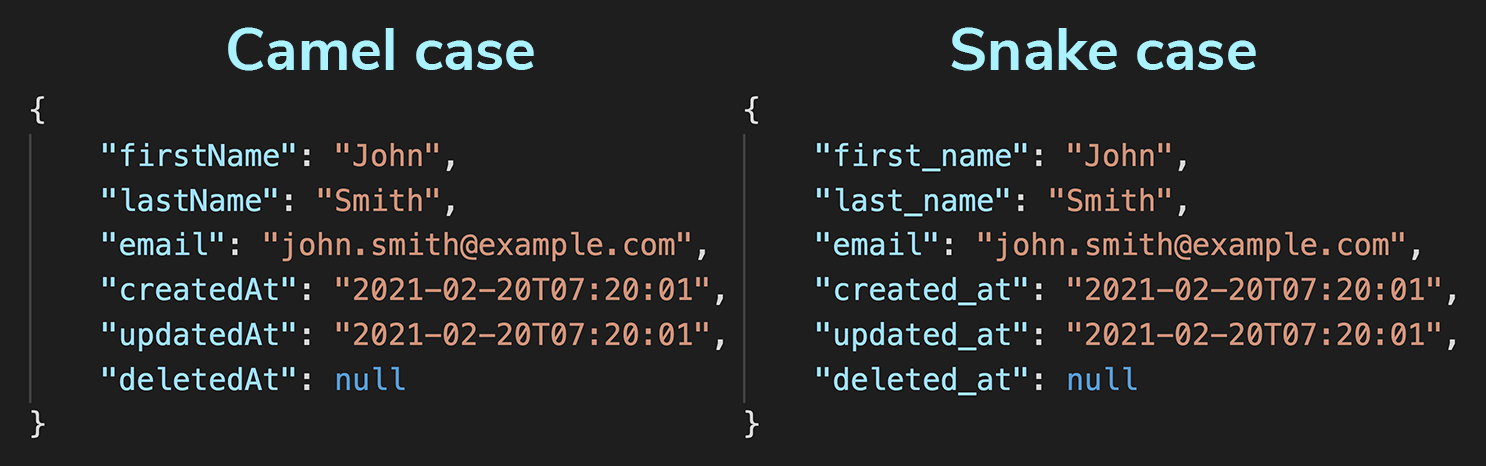 Camel case
{
"firstName": "John",
"lastName": "Smith",
"email": "john.smith@example.com",
"createdAt": "2021-02-20T07:20:01",
"updatedAt": "2021-02-20T07:20:01",
"deletedAt": null
}
Snake case
{
"first_name": "John",
"last_name": "Smith",
"email": "john.smith@example.com",
"created_at": "2021-02-20T07:20:01",
"updated_at": "2021-02-20T07:20:01",
"deleted_at": null
}